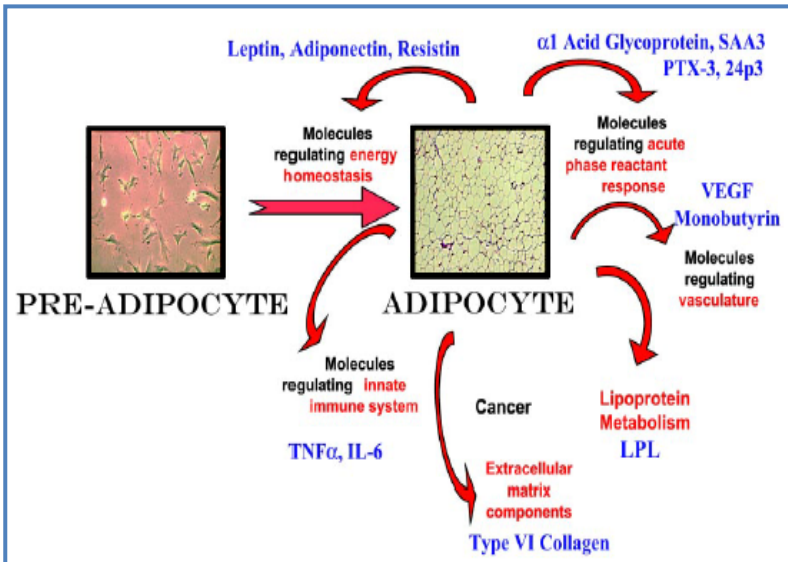 Leptin, Adiponectin, Resistin
α1 Acid Glycoprotein, SAA3
PTX-3, 24p3
Molecules
regulating energy
homeostasis
Molecules
regulating acute
phase reactant
response
VEGF
Monobutyrin
Molecules
regulating
vasculature
PRE-ADIPOCYTE
ADIPOCYTE
Molecules
regulating innate
immune system
TNFα, IL-6
Cancer
Lipoprotein
Metabolism
LPL
Extracellular
matrix
components
Type VI Collagen